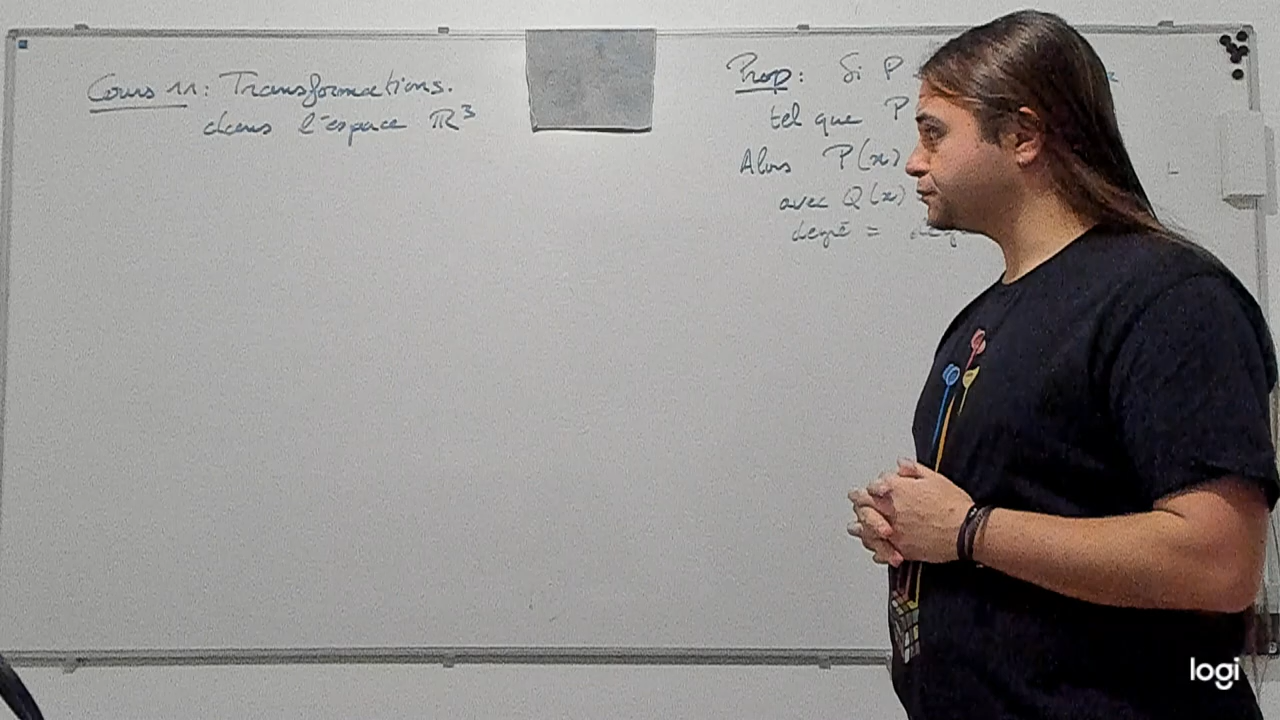 Cours 11: Transformations.
dans l'espace ℝ³
Prop: Si P
tel que P
Alors P(x)
avec Q(x)
degré =
logi